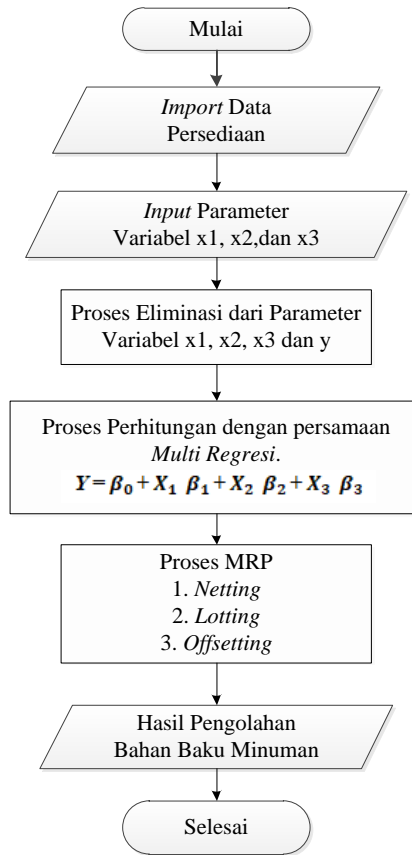 Mulai
Import Data
Persediaan
Input Parameter
Variabel x1, x2,dan x3
Proses Eliminasi dari Parameter
Variabel x1, x2, x3 dan y
Proses Perhitungan dengan persamaan
Multi Regresi.
Y = β₀ + X₁ β₁ + X₂ β₂ + X₃ β₃
Proses MRP
1. Netting
2. Lotting
3. Offsetting
Hasil Pengolahan
Bahan Baku Minuman
Selesai